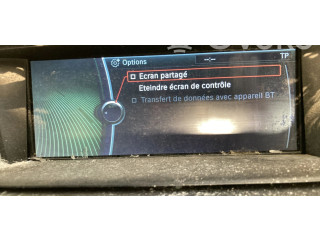 Options
--:--
TP
Ecran partagé
Eteindre écran de contrôle
Transfert de données avec appareil BT